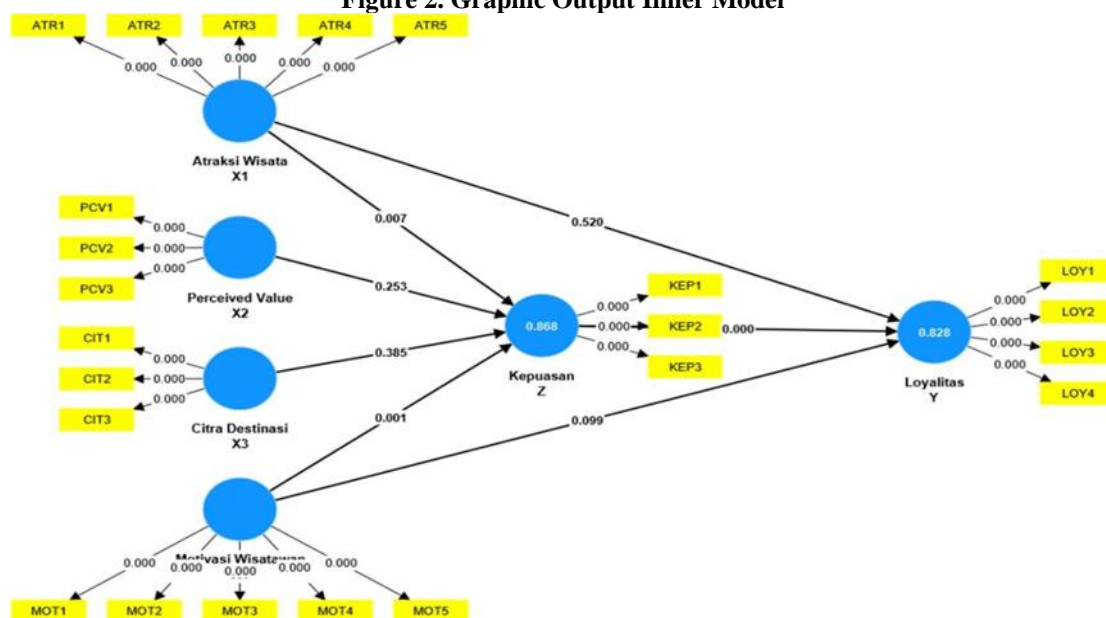 Figure 2. Graphic Output Inner Model
ATR1 ATR2 ATR3 ATR4 ATR5
0.000 0.000 0.000 0.000 0.000
Atraksi Wisata
X1
0.007
0.520
PCV1
PCV2
PCV3
0.000
0.000
0.000
Perceived Value
X2
0.253
CIT1
CIT2
CIT3
0.000
0.000
0.000
Citra Destinasi
X3
0.385
0.868
Kepuasan
Z
KEP1
KEP2
KEP3
0.000
0.000
0.000
0.000
0.828
Loyalitas
Y
LOY1
LOY2
LOY3
LOY4
0.000
0.000
0.000
0.000
0.001
0.099
Motivasi Wisatawan
0.000 0.000 0.000 0.000 0.000
MOT1 MOT2 MOT3 MOT4 MOT5